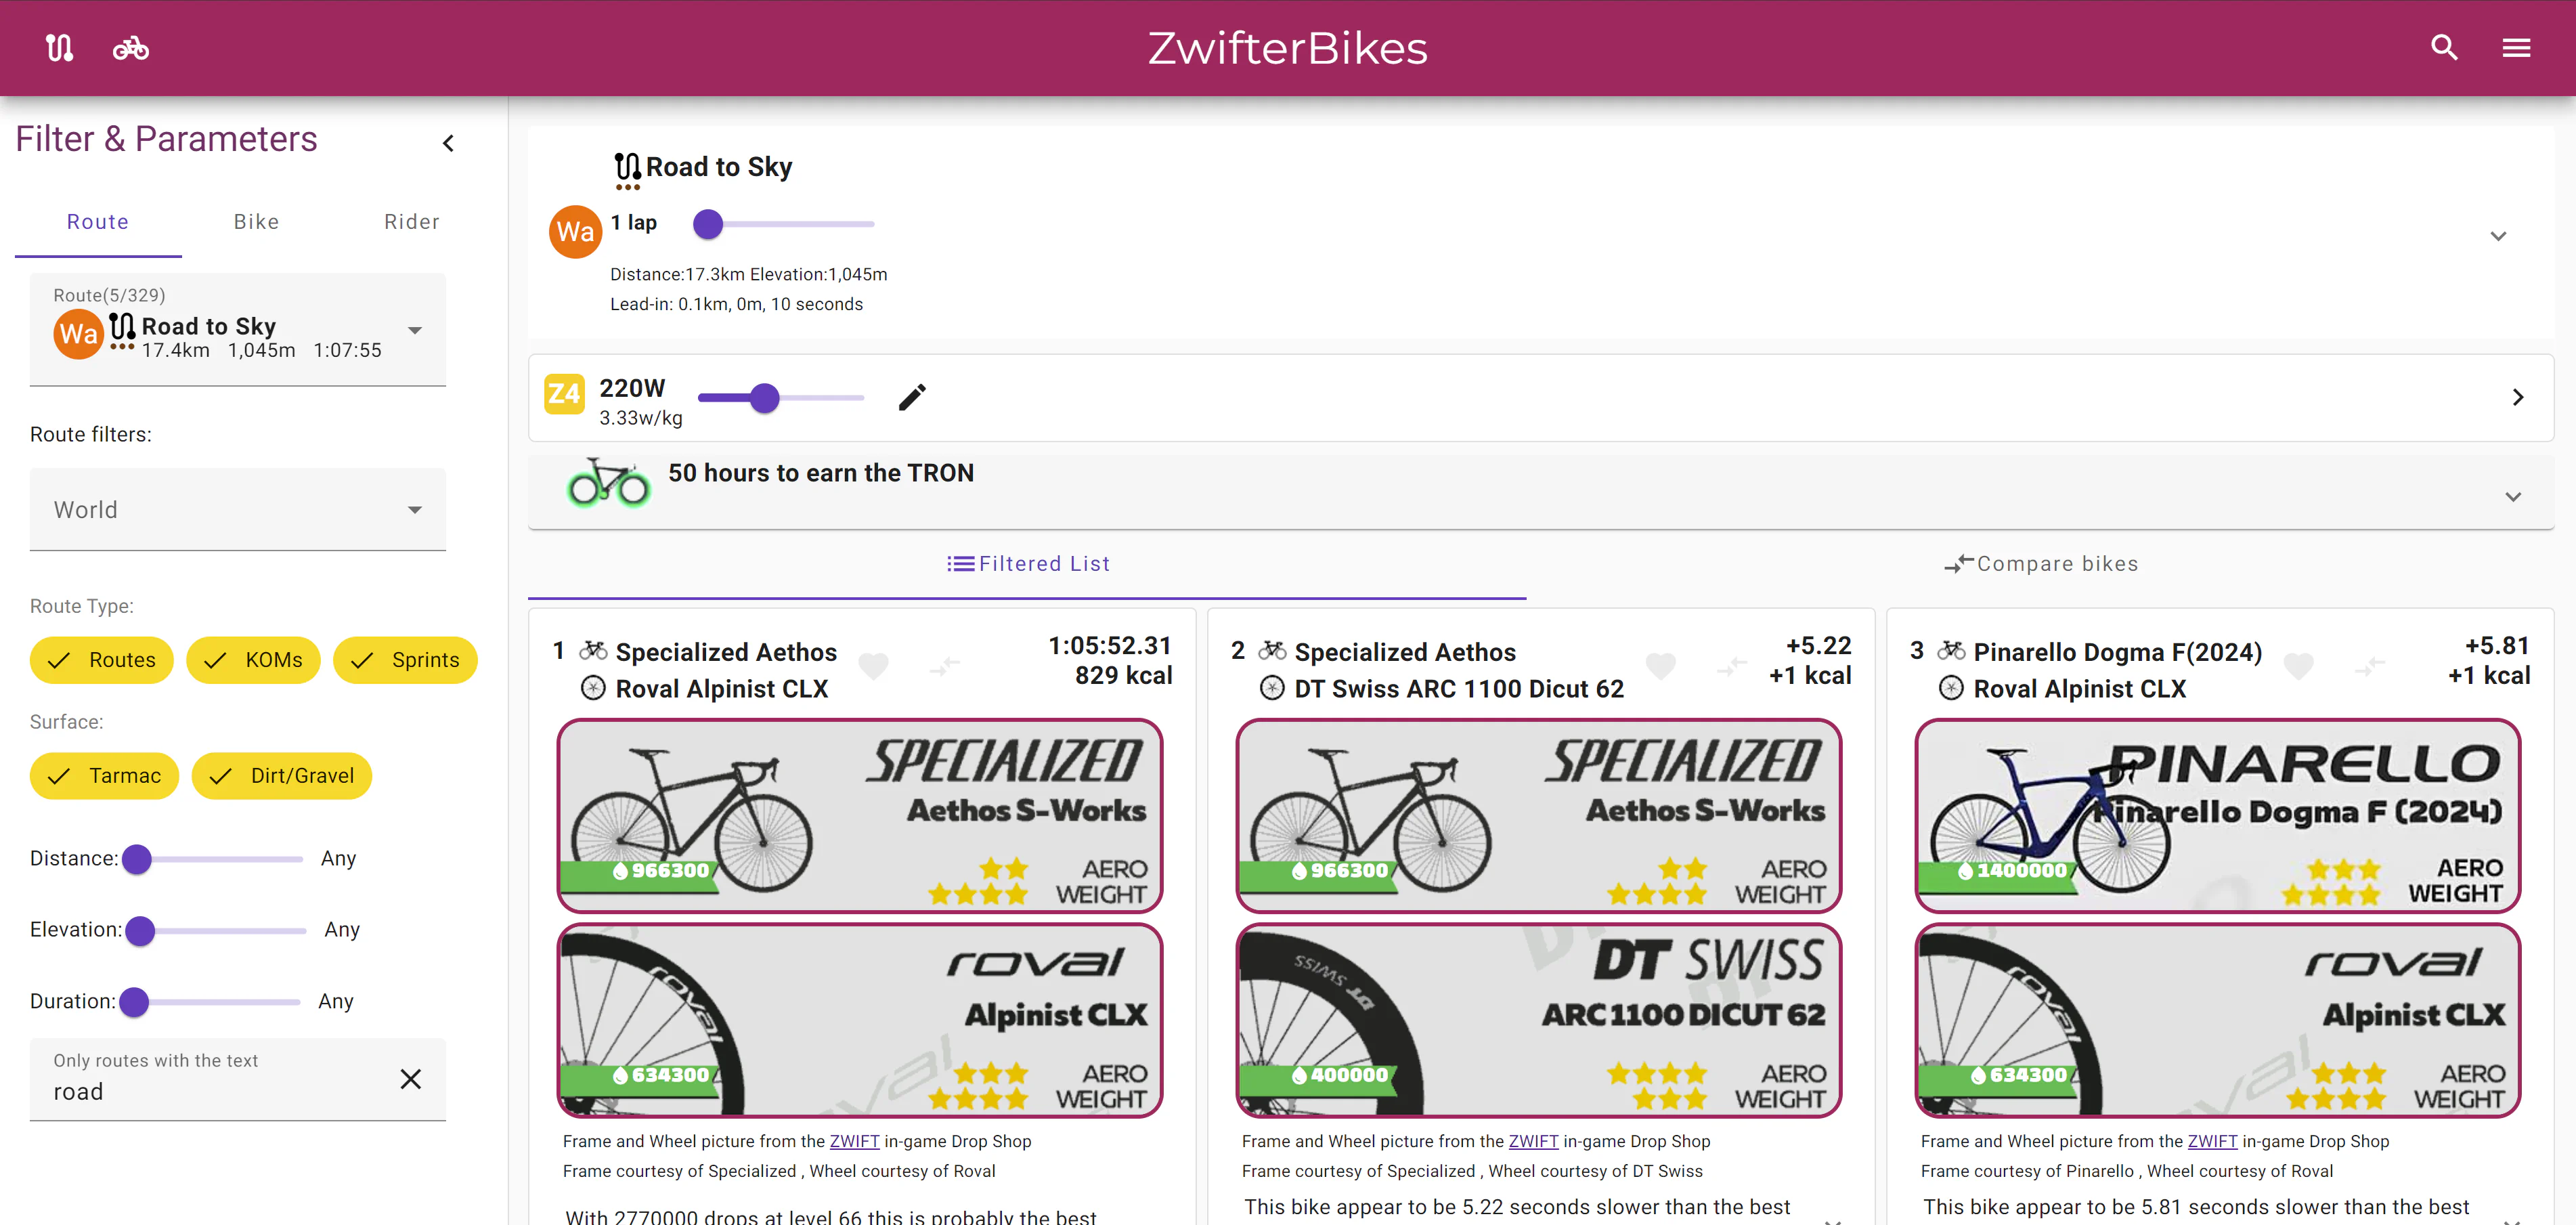 ZwifterBikes
Filter & Parameters
Route
Bike
Rider
Route(5/329)
Wa
Road to Sky
17.4km 1,045m 1:07:55
Route filters:
World
Route Type:
Routes
KOMs
Sprints
Surface:
Tarmac
Dirt/Gravel
Distance: Any
Elevation: Any
Duration: Any
Only routes with the text
road
Road to Sky
Wa
1 lap
Distance:17.3km Elevation:1,045m
Lead-in: 0.1km, 0m, 10 seconds
Z4
220W
3.33w/kg
50 hours to earn the TRON
Filtered List
Compare bikes
1 Specialized Aethos
Roval Alpinist CLX
1:05:52.31
829 kcal
SPECIALIZED
Aethos S-Works
966300
AERO
WEIGHT
roval
roval
Alpinist CLX
634300
AERO
WEIGHT
roval
Frame and Wheel picture from the ZWIFT in-game Drop Shop
Frame courtesy of Specialized , Wheel courtesy of Roval
With 2770000 drops at level 66 this is probably the best
2 Specialized Aethos
DT Swiss ARC 1100 Dicut 62
+5.22
+1 kcal
SPECIALIZED
Aethos S-Works
966300
AERO
WEIGHT
DT SWISS
DT SWISS
ARC 1100 DICUT 62
400000
AERO
WEIGHT
Frame and Wheel picture from the ZWIFT in-game Drop Shop
Frame courtesy of Specialized , Wheel courtesy of DT Swiss
This bike appear to be 5.22 seconds slower than the best
3 Pinarello Dogma F(2024)
Roval Alpinist CLX
+5.81
+1 kcal
PINARELLO
Pinarello Dogma F (2024)
1400000
AERO
WEIGHT
roval
roval
Alpinist CLX
634300
AERO
WEIGHT
roval
Frame and Wheel picture from the ZWIFT in-game Drop Shop
Frame courtesy of Pinarello , Wheel courtesy of Roval
This bike appear to be 5.81 seconds slower than the best